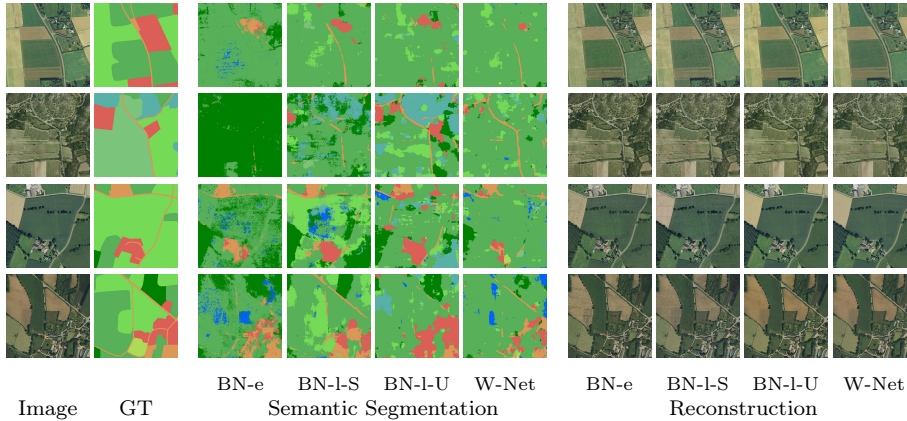 BN-e BN-l-S BN-l-U W-Net BN-e BN-l-S BN-l-U W-Net
Image GT Semantic Segmentation Reconstruction